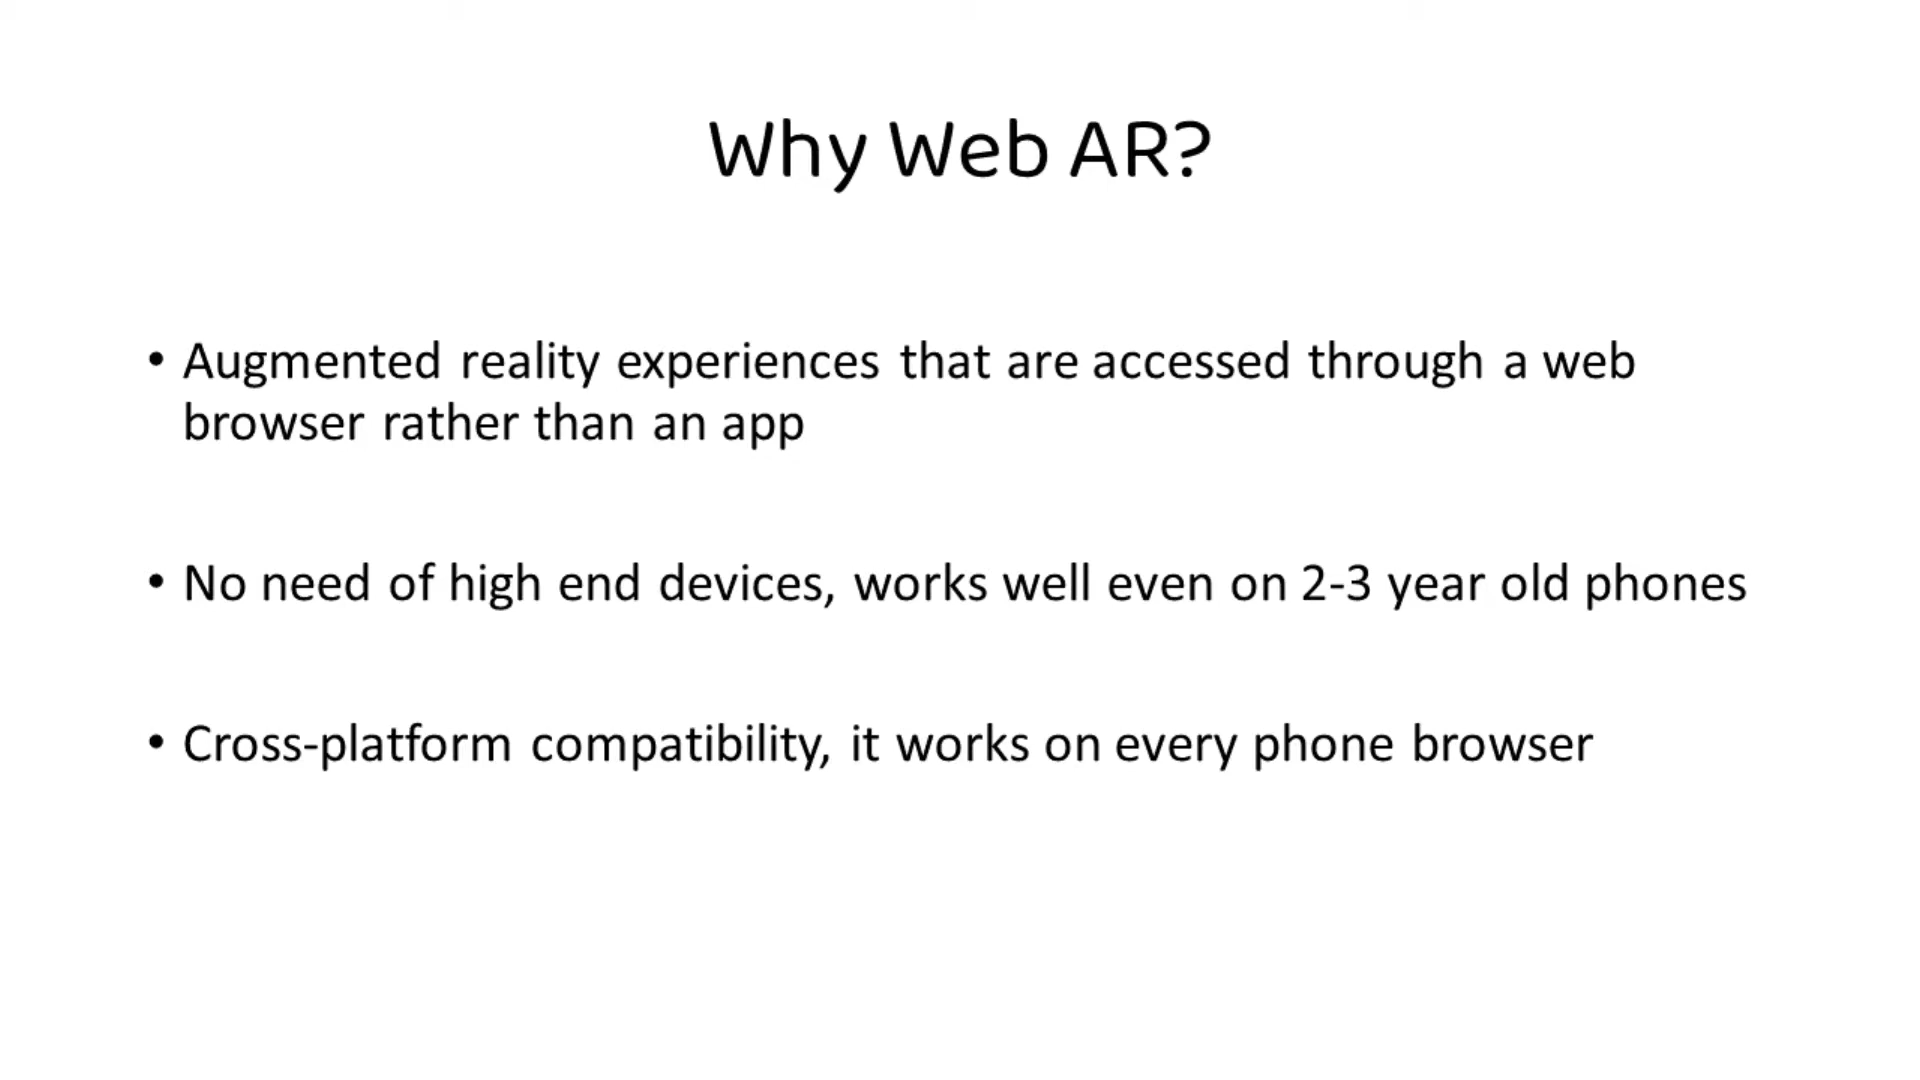 Why Web AR?
• Augmented reality experiences that are accessed through a web
browser rather than an app
• No need of high end devices, works well even on 2-3 year old phones
• Cross-platform compatibility, it works on every phone browser